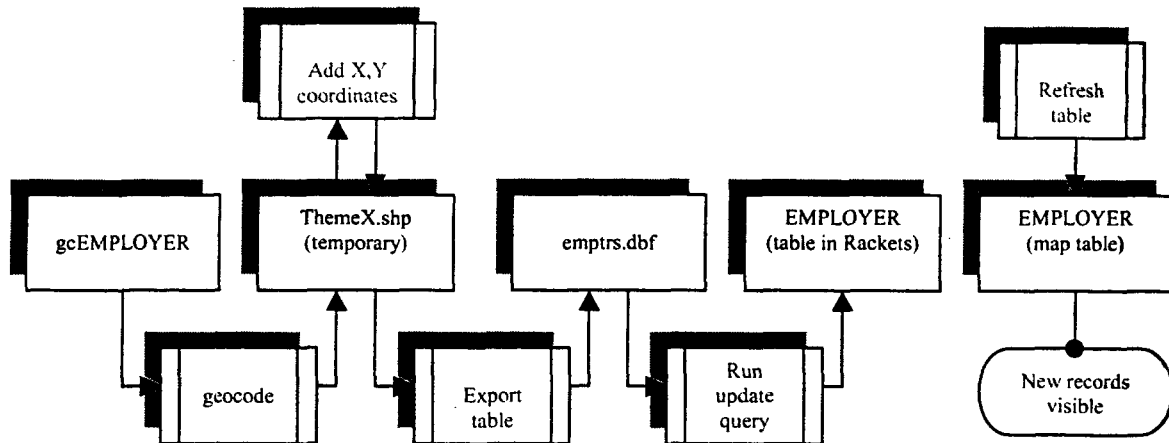 Add X,Y
coordinates
Refresh
table
gcEMPLOYER
ThemeX.shp
(temporary)
emptrs.dbf
EMPLOYER
(table in Rackets)
EMPLOYER
(map table)
geocode
Export
table
Run
update
query
New records
visible